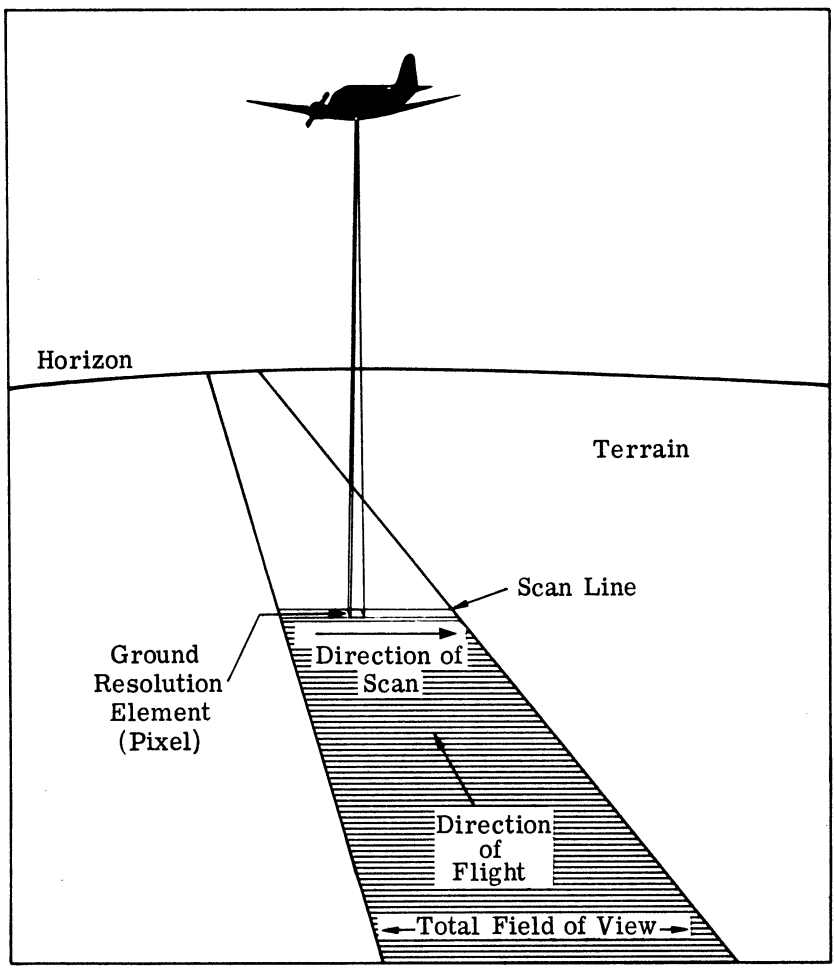 Horizon
Terrain
Scan Line
Ground
Resolution
Element
(Pixel)
Direction of
Scan
Direction
of
Flight
Total Field of View